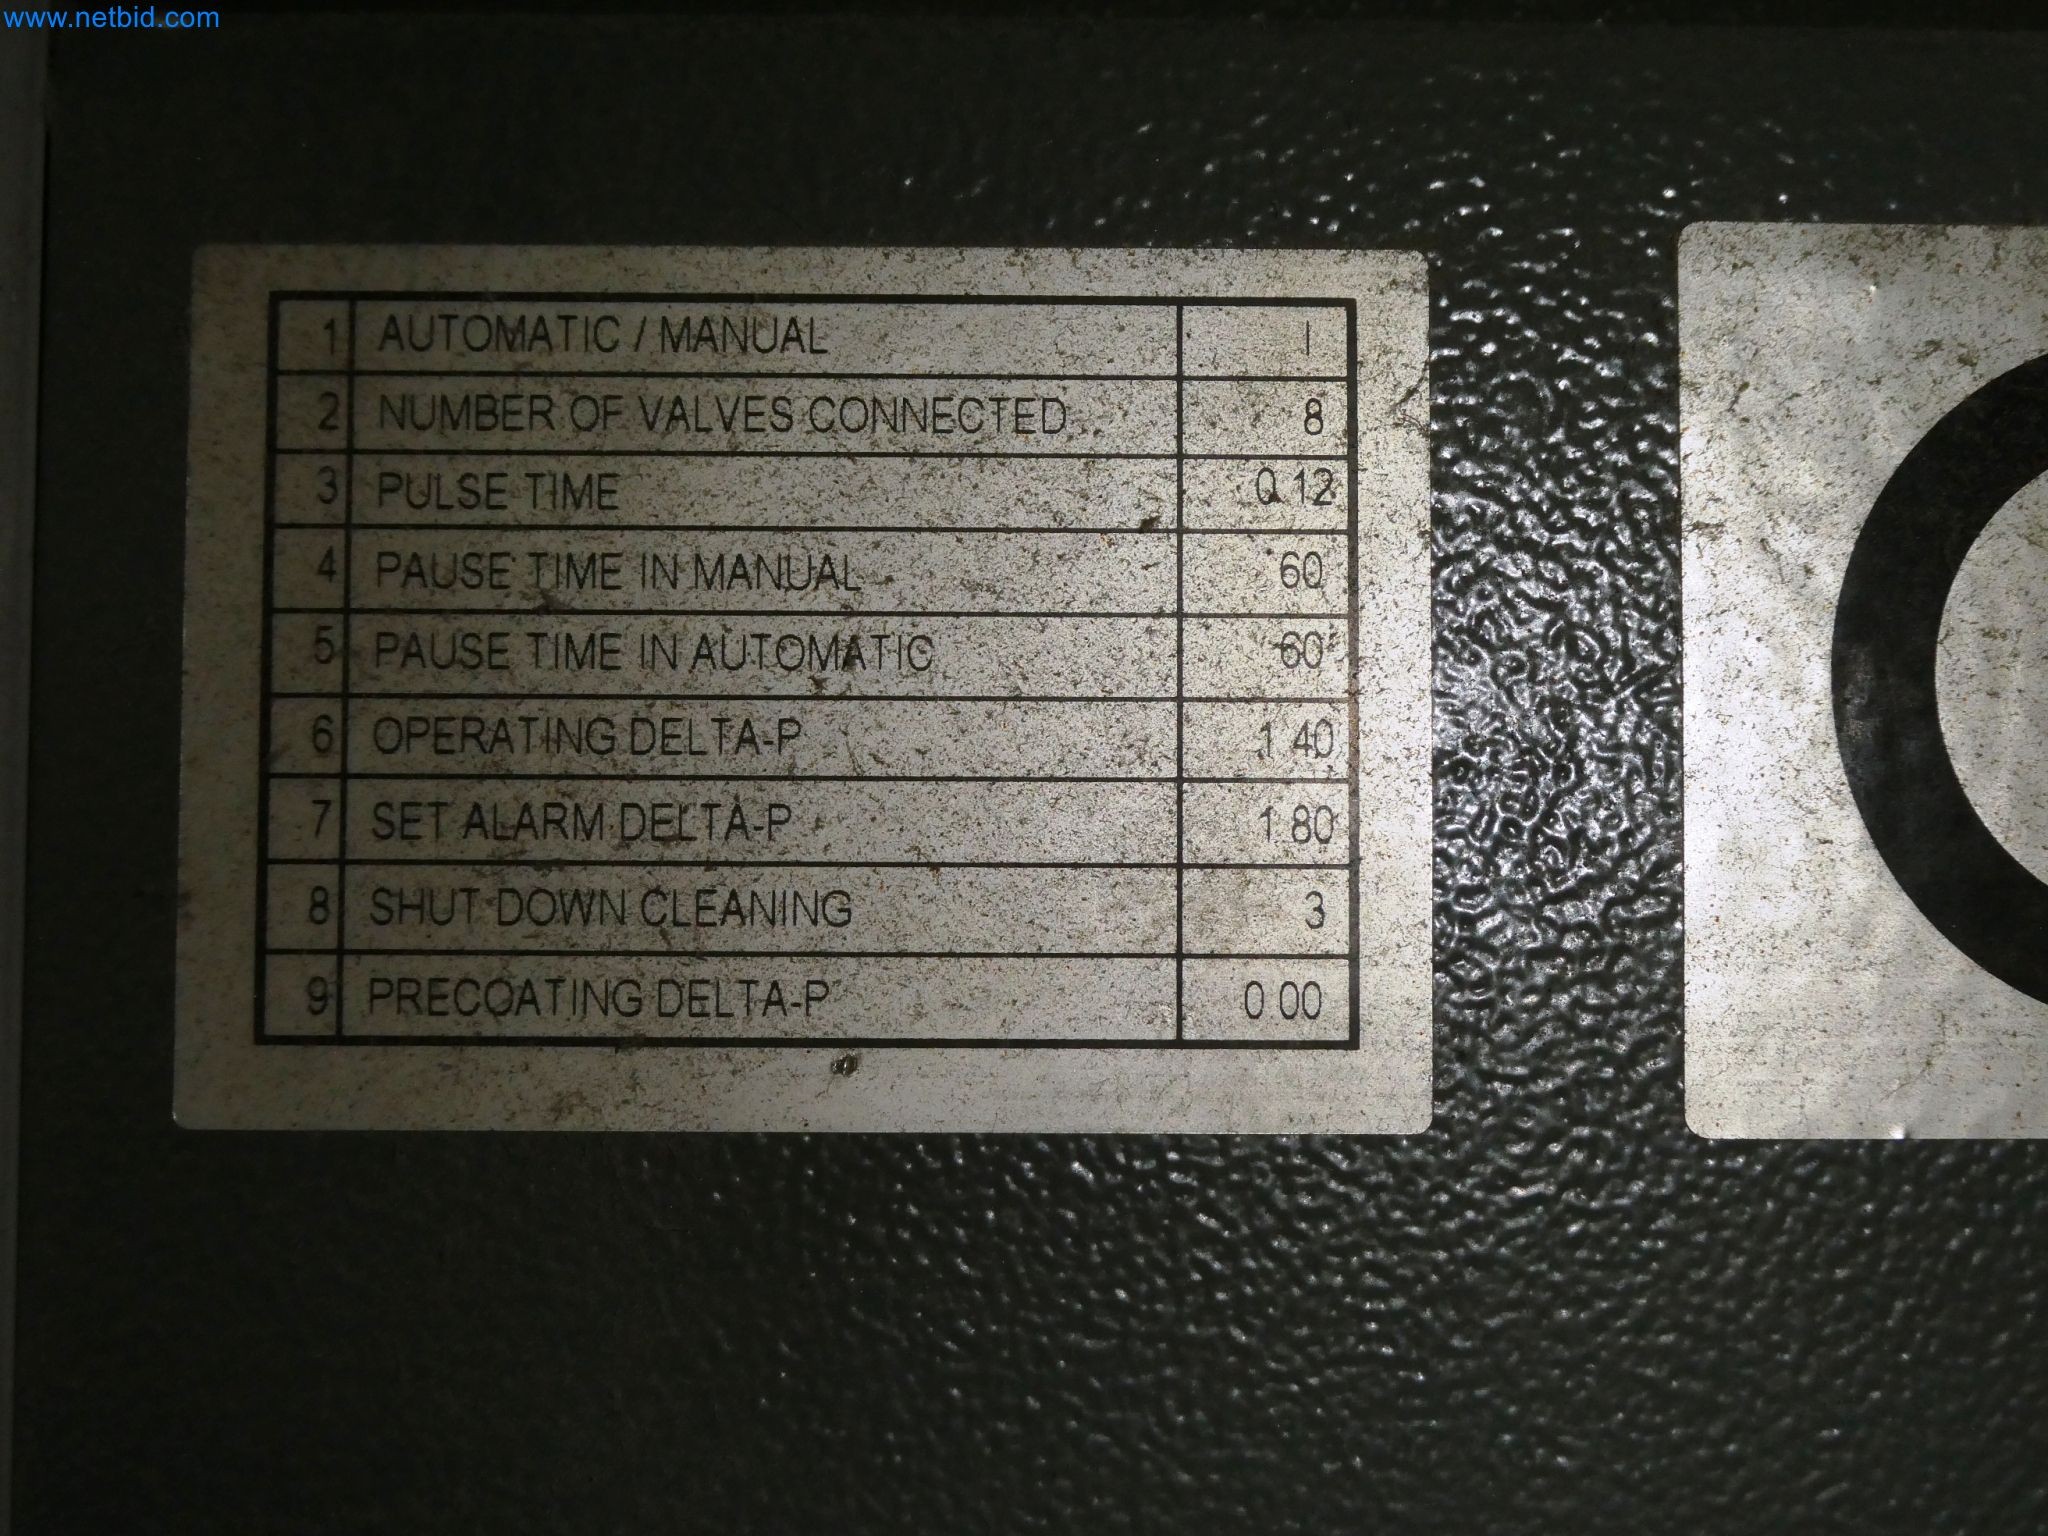 www.netbid.com
1 AUTOMATIC / MANUAL I
2 NUMBER OF VALVES CONNECTED 8
3 PULSE TIME 0.12
4 PAUSE TIME IN MANUAL 60
5 PAUSE TIME IN AUTOMATIC 60
6 OPERATING DELTA-P 1 40
7 SET ALARM DELTA-P 1.80
8 SHUT DOWN CLEANING 3
9 PRECOATING DELTA-P 0 00